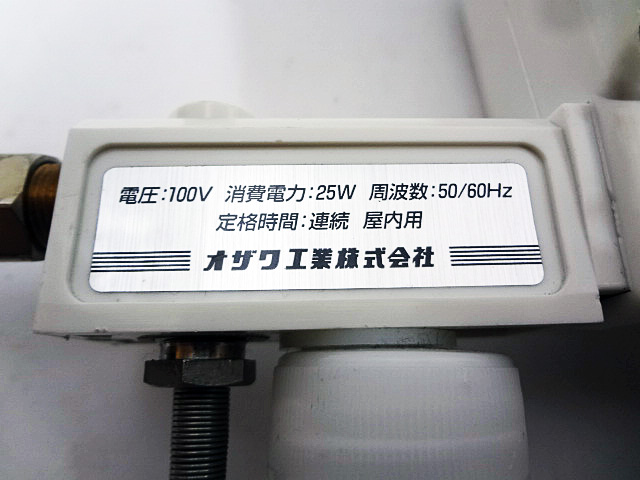 電圧:100V 消費電力:25W 周波数:50/60Hz
定格時間:連続 屋内用
オザワ工業株式会社